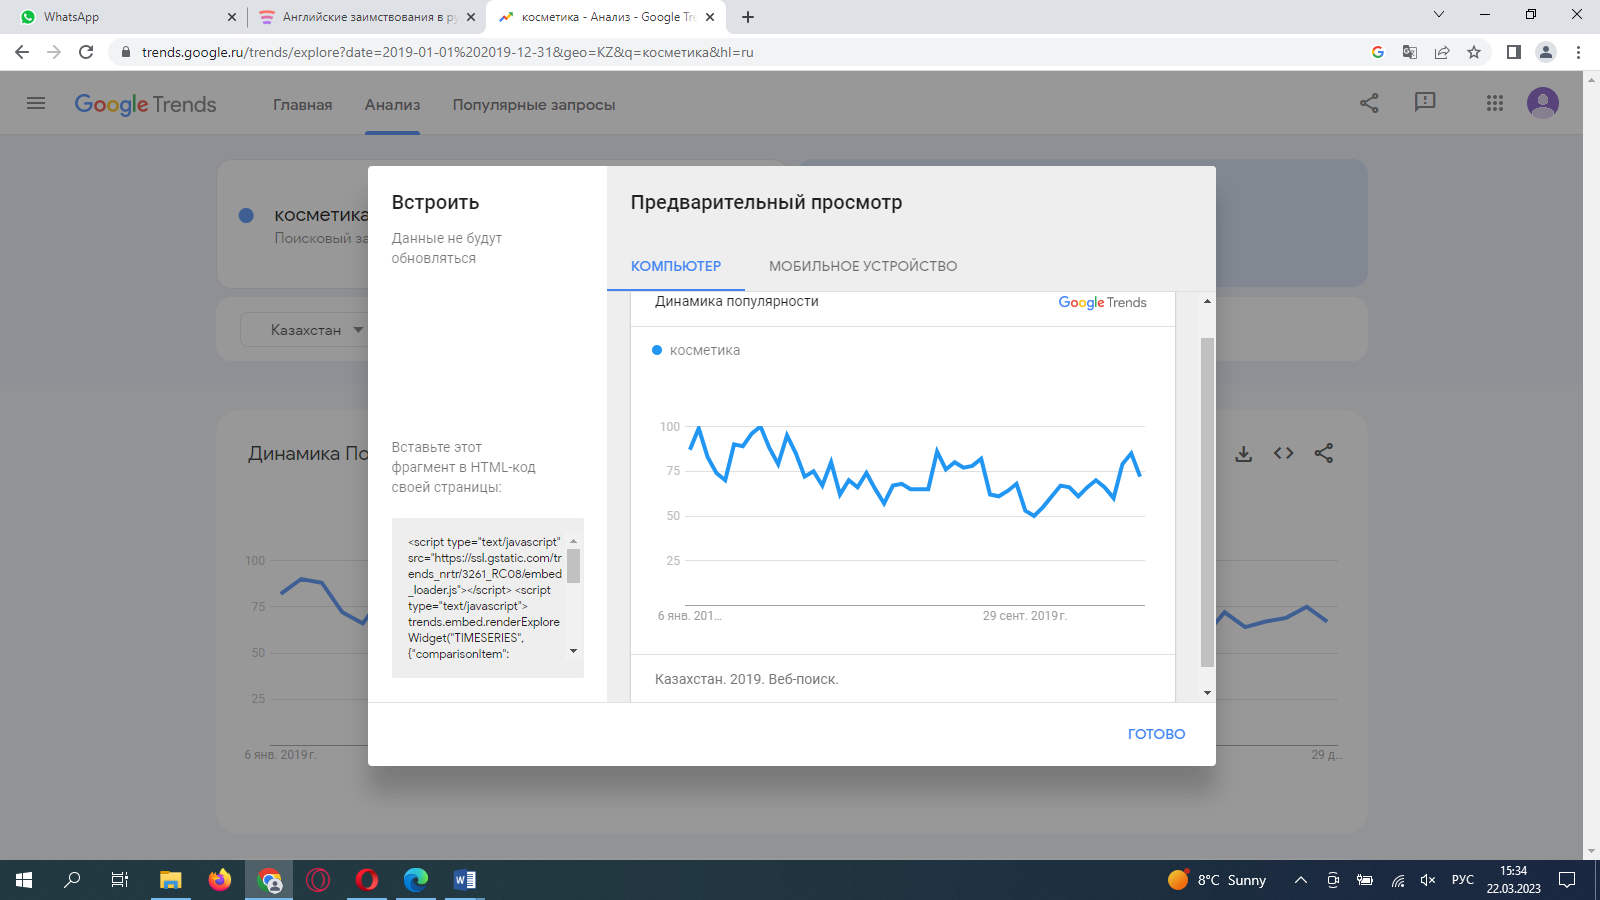 WhatsApp
Английские заимствования в ру
косметика - Анализ - Google Tre
trends.google.ru/trends/explore?date=2019-01-01%202019-12-31&geo=KZ&q=косметика&hl=ru
Google Trends
Главная
Анализ
Популярные запросы
косметика
Поисковый за
Казахстан
Динамика По
100
75
50
25
6 янв. 2019 г.
29 д...
Встроить
Данные не будут
обновляться
Вставьте этот
фрагмент в HTML-код
своей страницы:
<script type="text/javascript"
src="https://ssl.gstatic.com/tr
ends_nrtr/3261_RC08/embed
_loader.js"></script> <script
type="text/javascript">
trends.embed.renderExplore
Widget("TIMESERIES",
{"comparisonItem":
Предварительный просмотр
КОМПЬЮТЕР
МОБИЛЬНОЕ УСТРОЙСТВО
Динамика популярности
Google Trends
косметика
100
75
50
25
6 янв. 201...
29 сент. 2019 г.
Казахстан. 2019. Веб-поиск.
ГОТОВО
8°C Sunny
РУС
15:34
22.03.2023